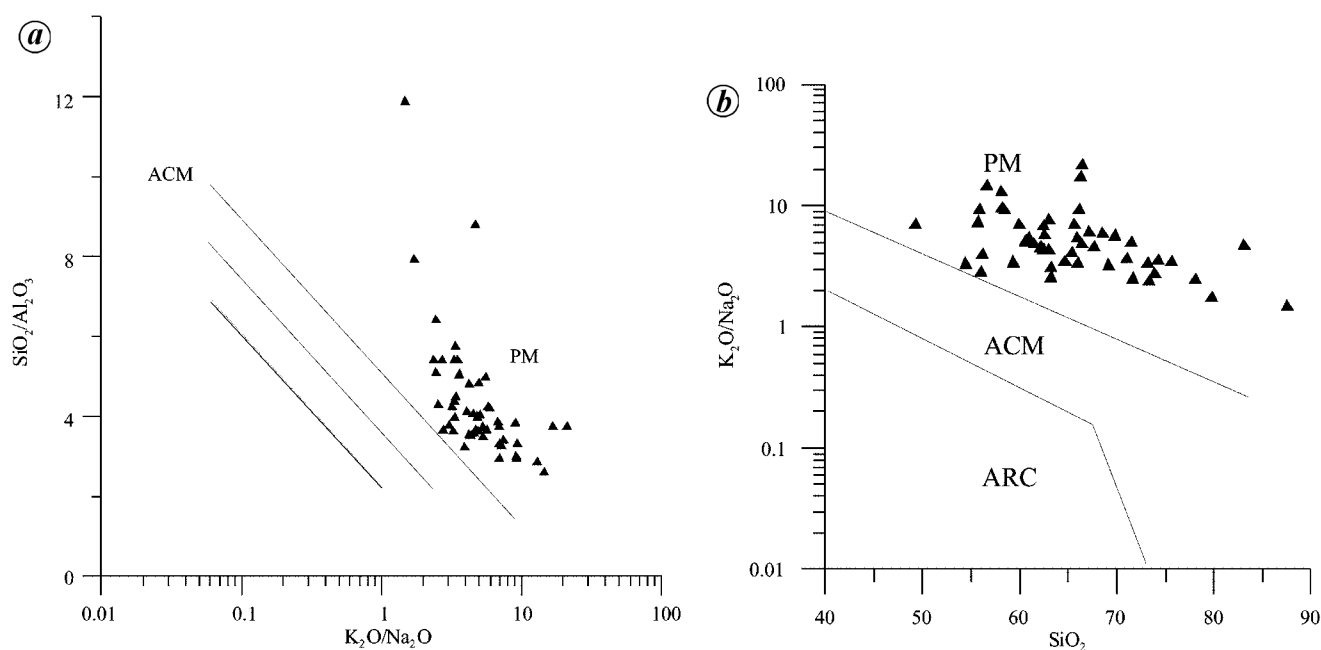 a
12
8
4
0
SiO₂/Al₂O₃
ACM
PM
0.01 0.1 1 10 100
K₂O/Na₂O
b
100
10
1
0.1
0.01
K₂O/Na₂O
PM
ACM
ARC
40 50 60 70 80 90
SiO₂